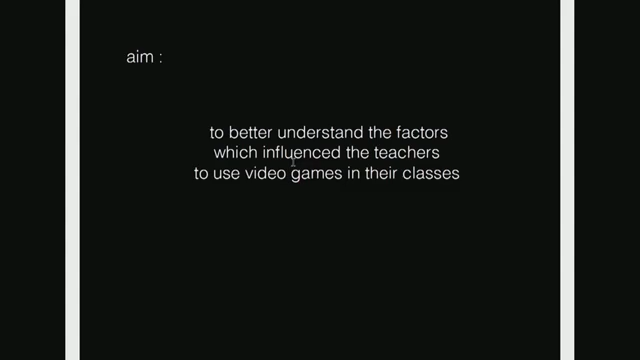 aim :
to better understand the factors
which influenced the teachers
to use video games in their classes